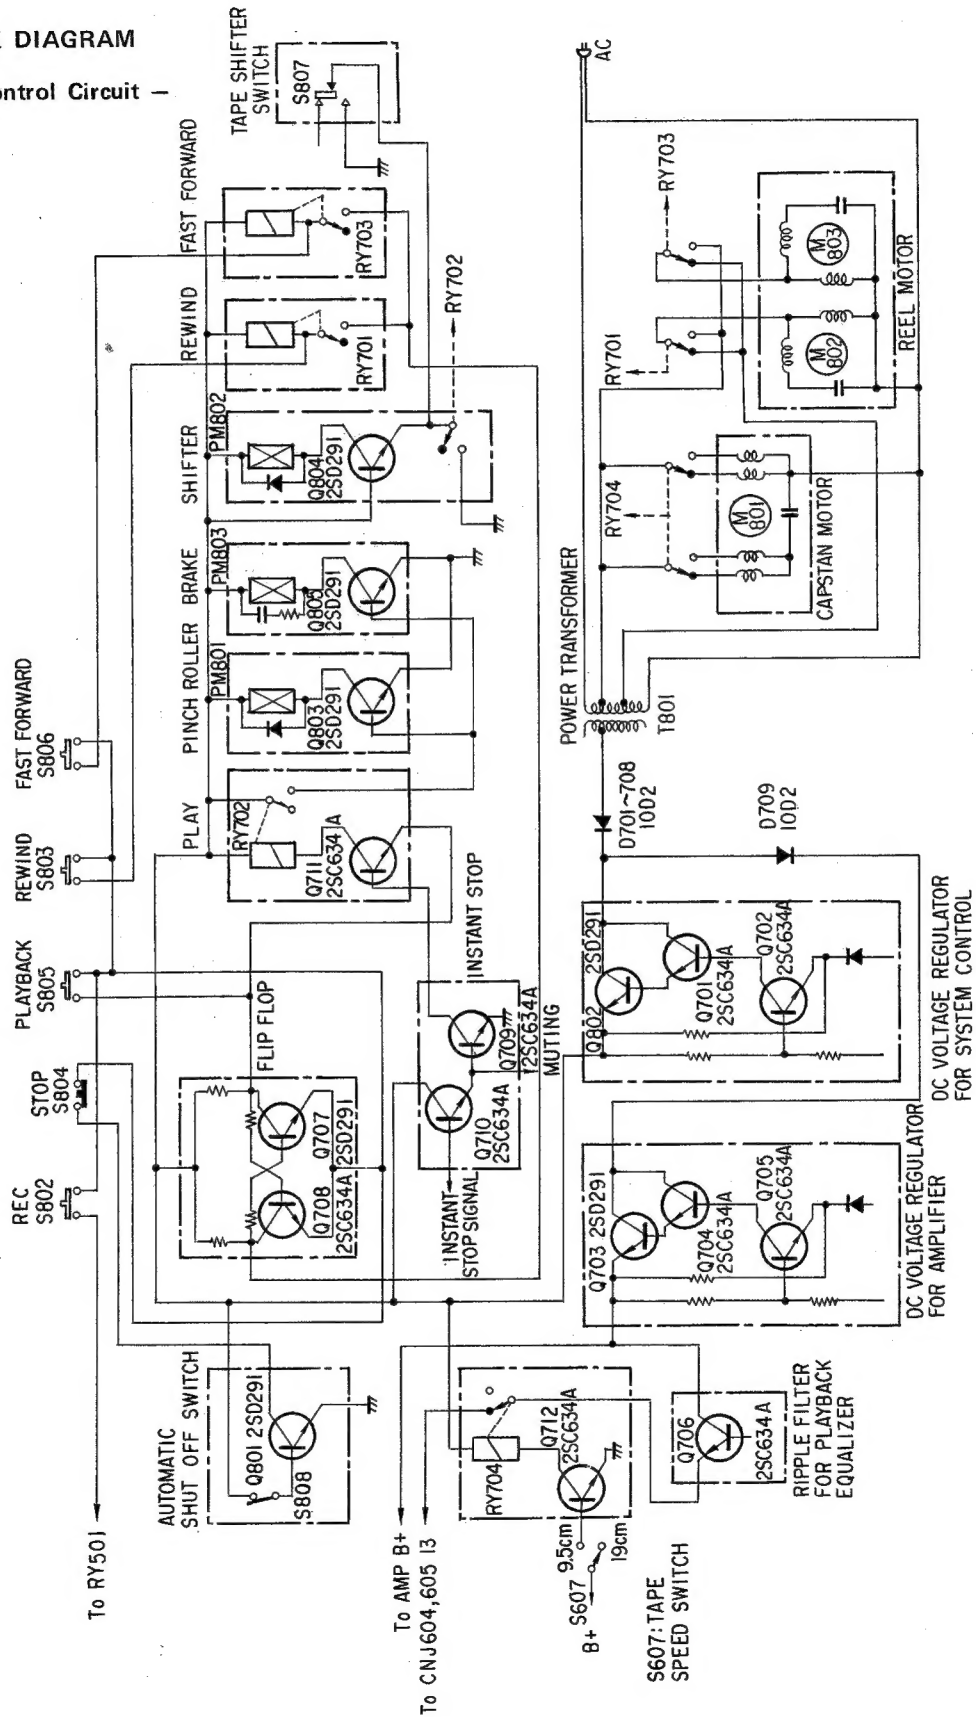 DIAGRAM
ntrol Circuit —
TAPE SHIFTER
SWITCH
S807
FAST FORWARD
RY703
REWIND
RY701
RY702
SHIFTER
PM802
Q804
2SD291
BRAKE
PM803
Q805
2SD291
PINCH ROLLER
PM801
Q803
2SD291
PLAY
RY702
Q711
2SC634A
FAST FORWARD
S806
REWIND
S803
PLAYBACK
S805
STOP
S804
REC
S802
FLIP FLOP
Q707
2SD291
Q708
2SC634A
INSTANT STOP
Q709
2SC634A
MUTING
Q710
2SC634A
INSTANT
STOP SIGNAL
AUTOMATIC
SHUT OFF SWITCH
Q801 2SD291
S808
To RY501
To AMP B+
To CNJ604,605 13
RY704
Q712
2SC634A
9.5cm
19cm
S607
B+
S607:TAPE
SPEED SWITCH
Q706
2SC634A
RIPPLE FILTER
FOR PLAYBACK
EQUALIZER
Q703 2SD291
Q704
2SC634A
Q705
2SC634A
DC VOLTAGE REGULATOR
FOR AMPLIFIER
Q802 2SD291
Q701
2SC634A
Q702
2SC634A
DC VOLTAGE REGULATOR
FOR SYSTEM CONTROL
D701~708
10D2
D709
10D2
POWER TRANSFORMER
T801
RY704
M
801
CAPSTAN MOTOR
RY701
RY703
M
802
M
803
REEL MOTOR
AC